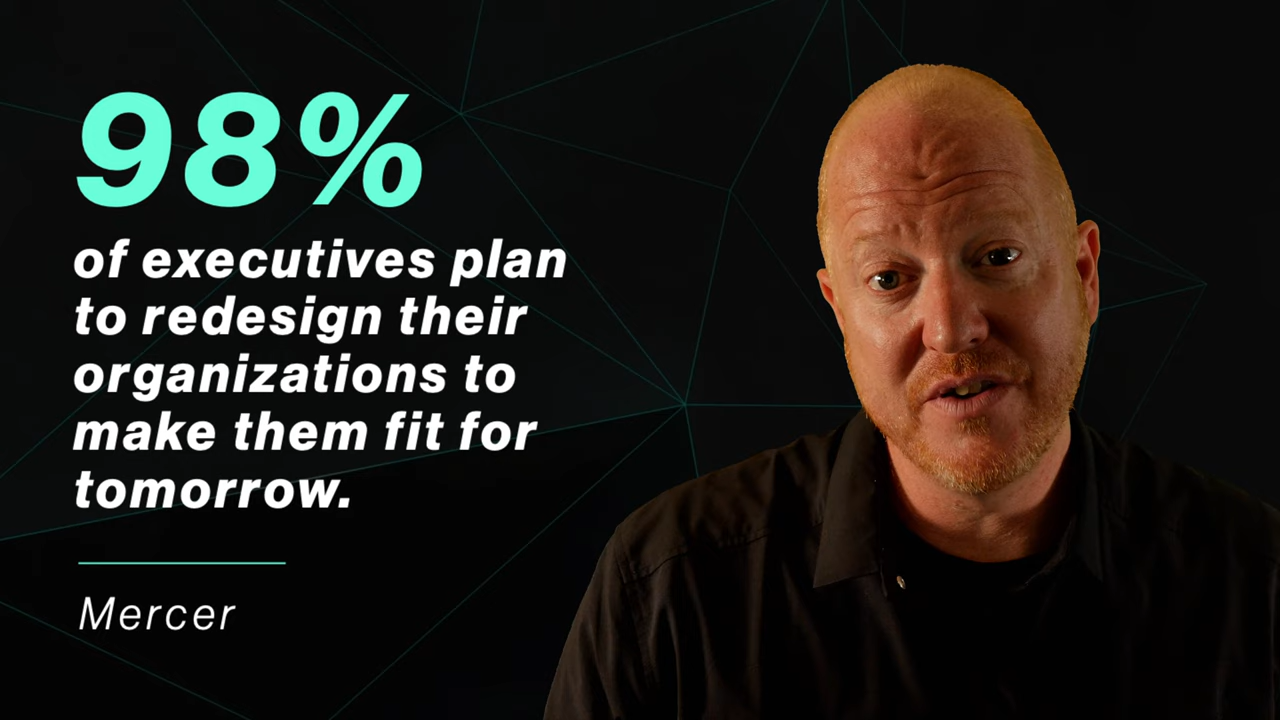 98%
of executives plan
to redesign their
organizations to
make them fit for
tomorrow.
Mercer